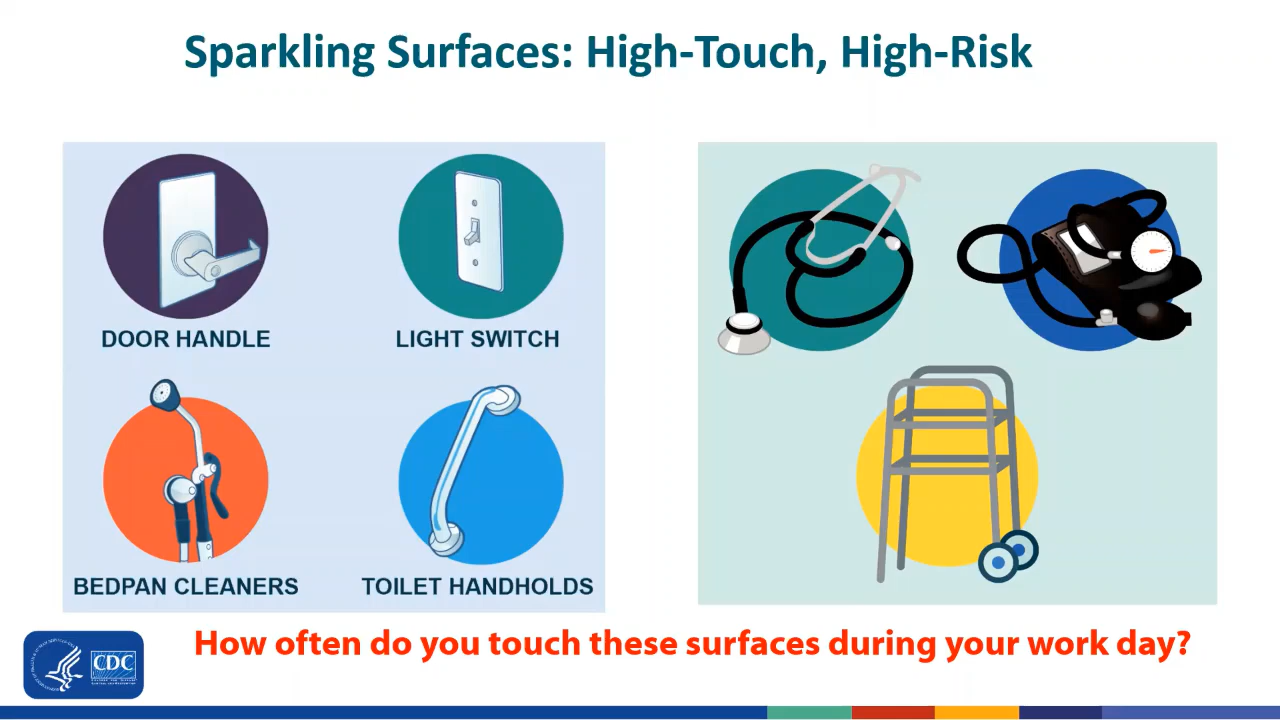 Sparkling Surfaces: High-Touch, High-Risk
DOOR HANDLE
LIGHT SWITCH
BEDPAN CLEANERS
TOILET HANDHOLDS
How often do you touch these surfaces during your work day?
CDC